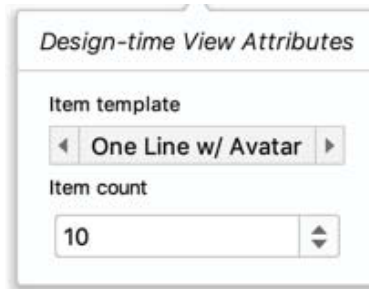 Design-time View Attributes
Item template
One Line w/ Avatar
Item count
10